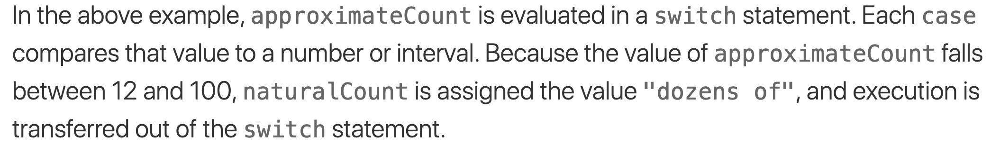 In the above example, approximateCount is evaluated in a switch statement. Each case
compares that value to a number or interval. Because the value of approximateCount falls
between 12 and 100, naturalCount is assigned the value "dozens of", and execution is
transferred out of the switch statement.